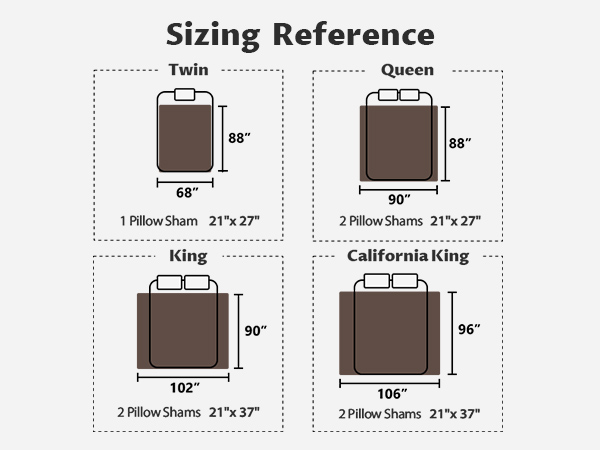 Sizing Reference
Twin
88”
68”
1 Pillow Sham 21"x 27"
Queen
88”
90”
2 Pillow Shams 21"x 27"
King
90”
102”
2 Pillow Shams 21"x 37"
California King
96”
106”
2 Pillow Shams 21"x 37"